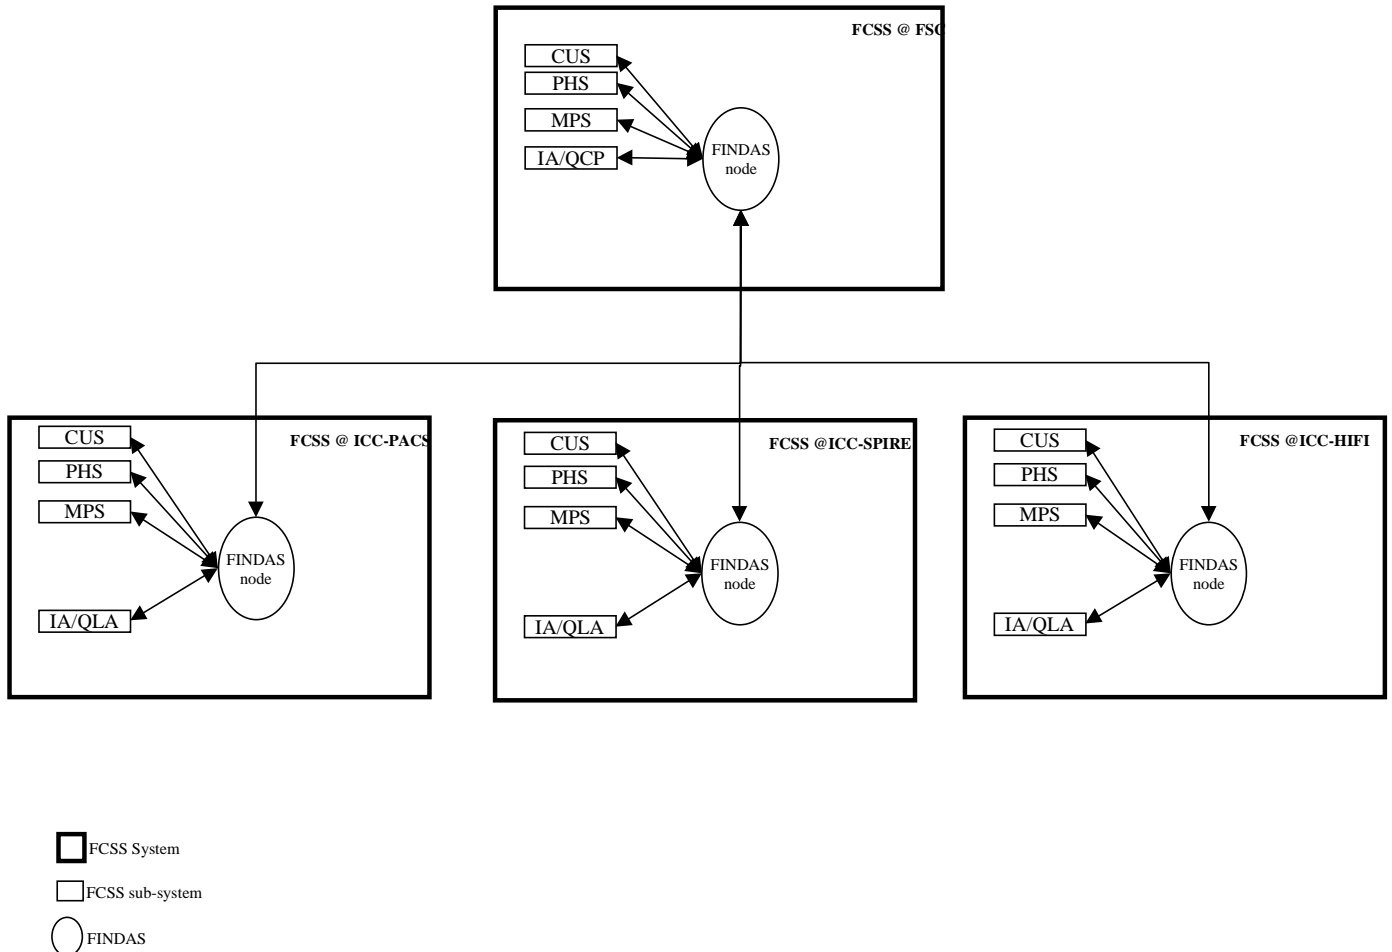 FCSS @ FSC
CUS
PHS
MPS
IA/QCP
FINDAS
node
FCSS @ ICC-PACS
CUS
PHS
MPS
IA/QLA
FINDAS
node
FCSS @ICC-SPIRE
CUS
PHS
MPS
IA/QLA
FINDAS
node
FCSS @ICC-HIFI
CUS
PHS
MPS
IA/QLA
FINDAS
node
FCSS System
FCSS sub-system
FINDAS